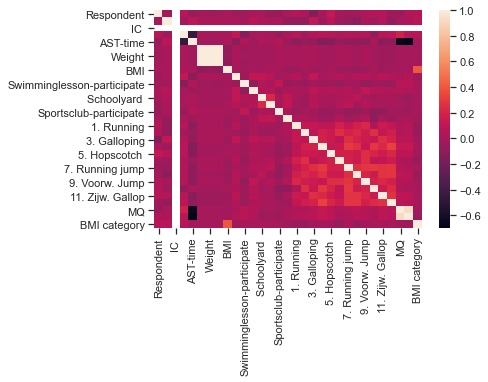 Respondent
IC
AST-time
Weight
BMI
Swimminglesson-participate
Schoolyard
Sportsclub-participate
1. Running
3. Galloping
5. Hopscotch
7. Running jump
9. Voorw. Jump
11. Zijw. Gallop
MQ
BMI category
1.0
0.8
0.6
0.4
0.2
0.0
−0.2
−0.4
−0.6
Respondent
IC
AST-time
Weight
BMI
Swimminglesson-participate
Schoolyard
Sportsclub-participate
1. Running
3. Galloping
5. Hopscotch
7. Running jump
9. Voorw. Jump
11. Zijw. Gallop
MQ
BMI category